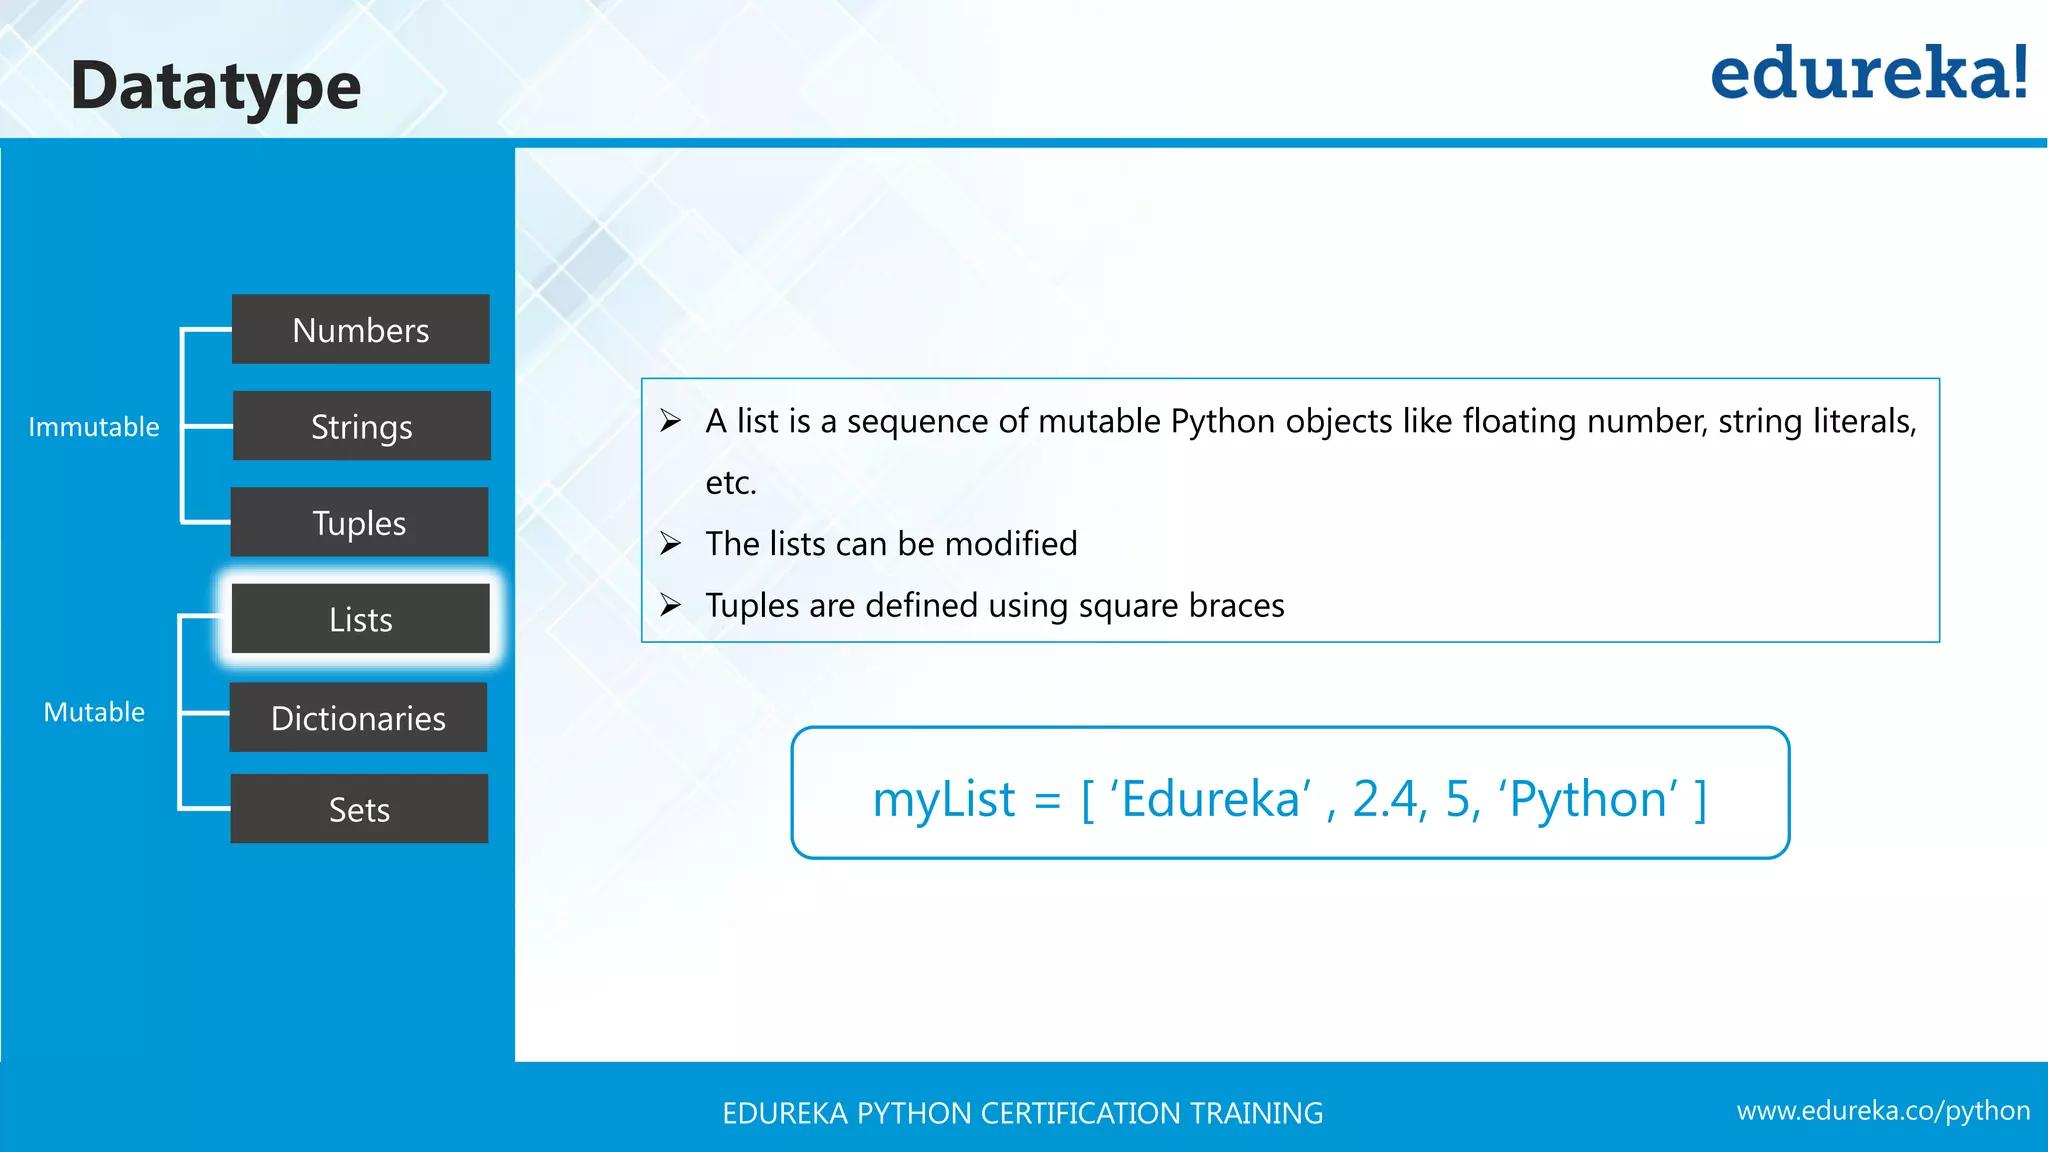 Datatype
edureka!
Immutable
Numbers
Strings
Tuples
Mutable
Lists
Dictionaries
Sets
➢ A list is a sequence of mutable Python objects like floating number, string literals,
etc.
➢ The lists can be modified
➢ Tuples are defined using square braces
myList = [ ‘Edureka’ , 2.4, 5, ‘Python’ ]
EDUREKA PYTHON CERTIFICATION TRAINING
www.edureka.co/python